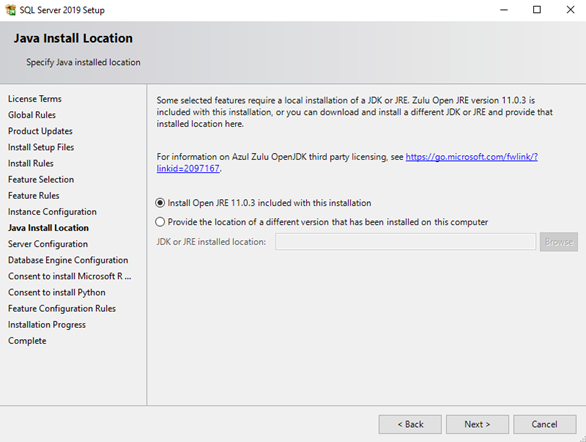 SQL Server 2019 Setup
Java Install Location
Specify Java installed location
License Terms
Global Rules
Product Updates
Install Setup Files
Install Rules
Feature Selection
Feature Rules
Instance Configuration
Java Install Location
Server Configuration
Database Engine Configuration
Consent to install Microsoft R ...
Consent to install Python
Feature Configuration Rules
Installation Progress
Complete
Some selected features require a local installation of a JDK or JRE. Zulu Open JRE version 11.0.3 is
included with this installation, or you can download and install a different JDK or JRE and provide that
installed location here.
For information on Azul Zulu OpenJDK third party licensing, see https://go.microsoft.com/fwlink/?
linkid=2097167.
Install Open JRE 11.0.3 included with this installation
Provide the location of a different version that has been installed on this computer
JDK or JRE installed location:
Browse
< Back
Next >
Cancel